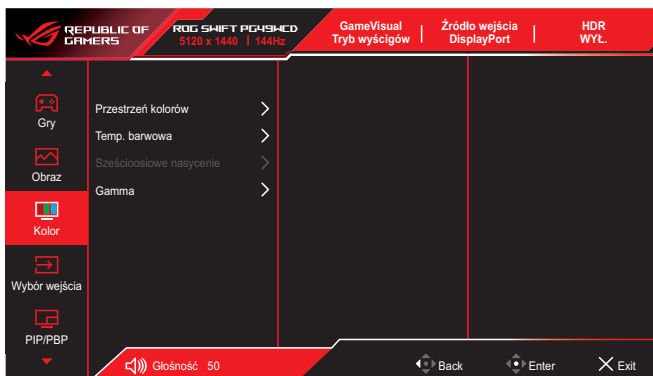 REPUBLIC OF
GAMERS
ROG SWIFT PG49WCD
5120 x 1440 | 144Hz
GameVisual
Tryb wyścigów
Źródło wejścia
DisplayPort
HDR
WYŁ.
Gry
Obraz
Kolor
Wybór wejścia
PIP/PBP
Przestrzeń kolorów
Temp. barwowa
Sześcioosiowe nasycenie
Gamma
Głośność 50
Back
Enter
Exit